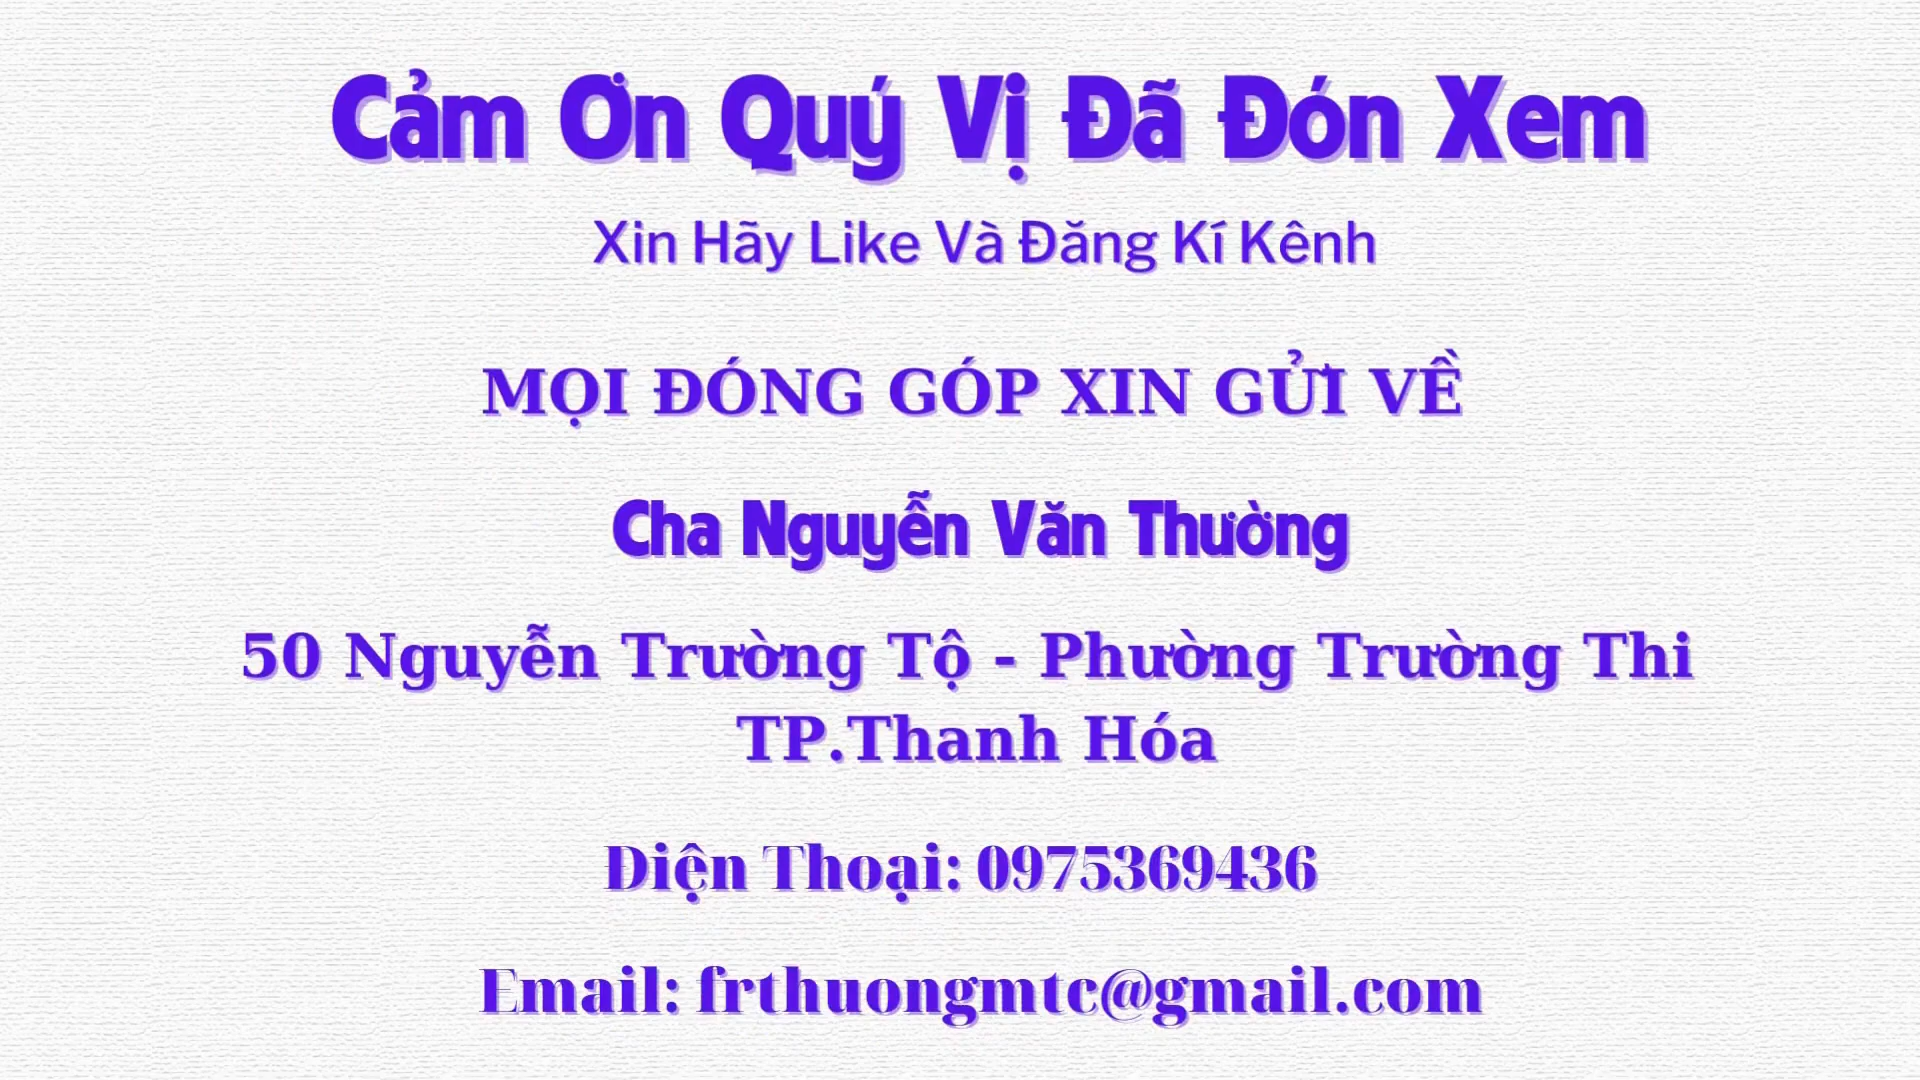 Cảm Ơn Quý Vị Đã Đón Xem
Xin Hãy Like Và Đăng Kí Kênh
MỌI ĐÓNG GÓP XIN GỬI VỀ
Cha Nguyễn Văn Thường
50 Nguyễn Trường Tộ - Phường Trường Thi
TP.Thanh Hóa
Điện Thoại: 0975369436
Email: frthuongmtc@gmail.com